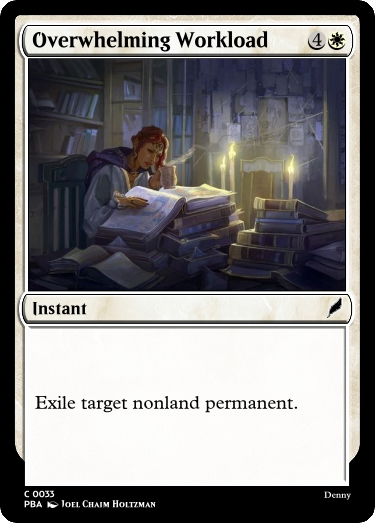 Overwhelming Workload 4
Instant
Exile target nonland permanent.
C 0033
PBA Joel Chaim Holtzman
Denny